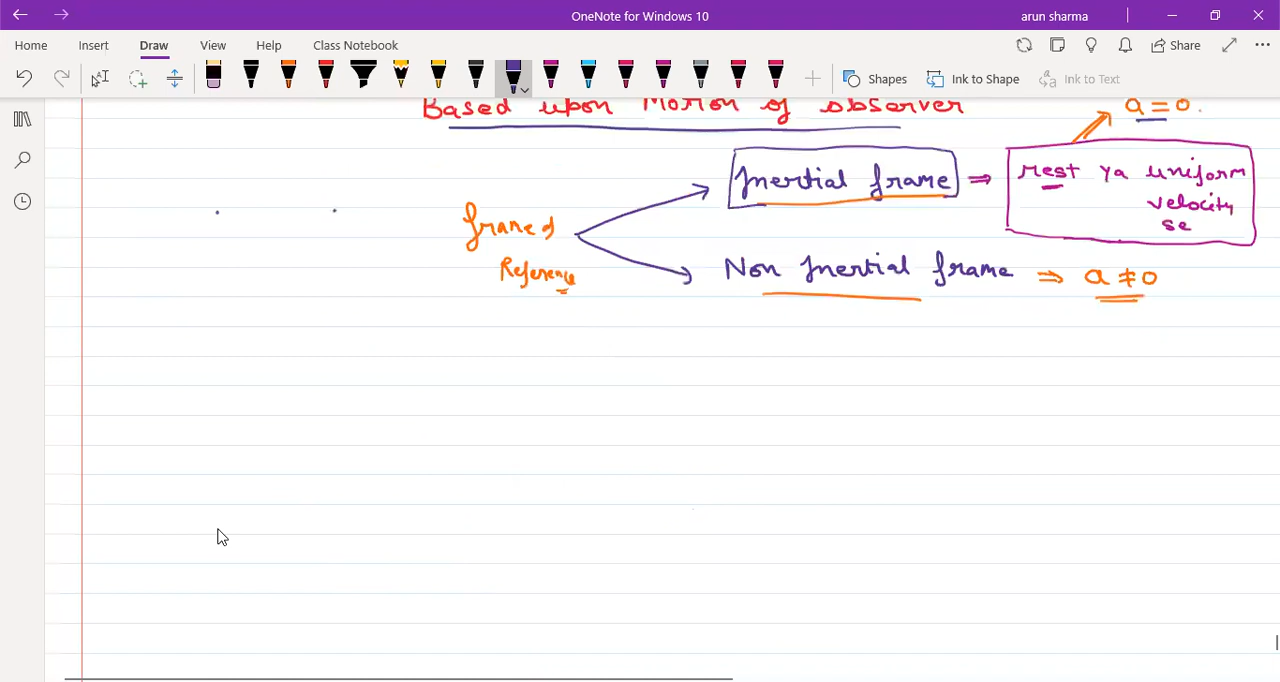 OneNote for Windows 10
arun sharma
Home Insert Draw View Help Class Notebook
Share
Shapes
Ink to Shape
Ink to Text
Based upon Motion of observer
a = 0.
Inertial frame ⇒ rest ya uniform
velocity
se
frame of
Reference
Non Inertial frame ⇒ a ≠ 0